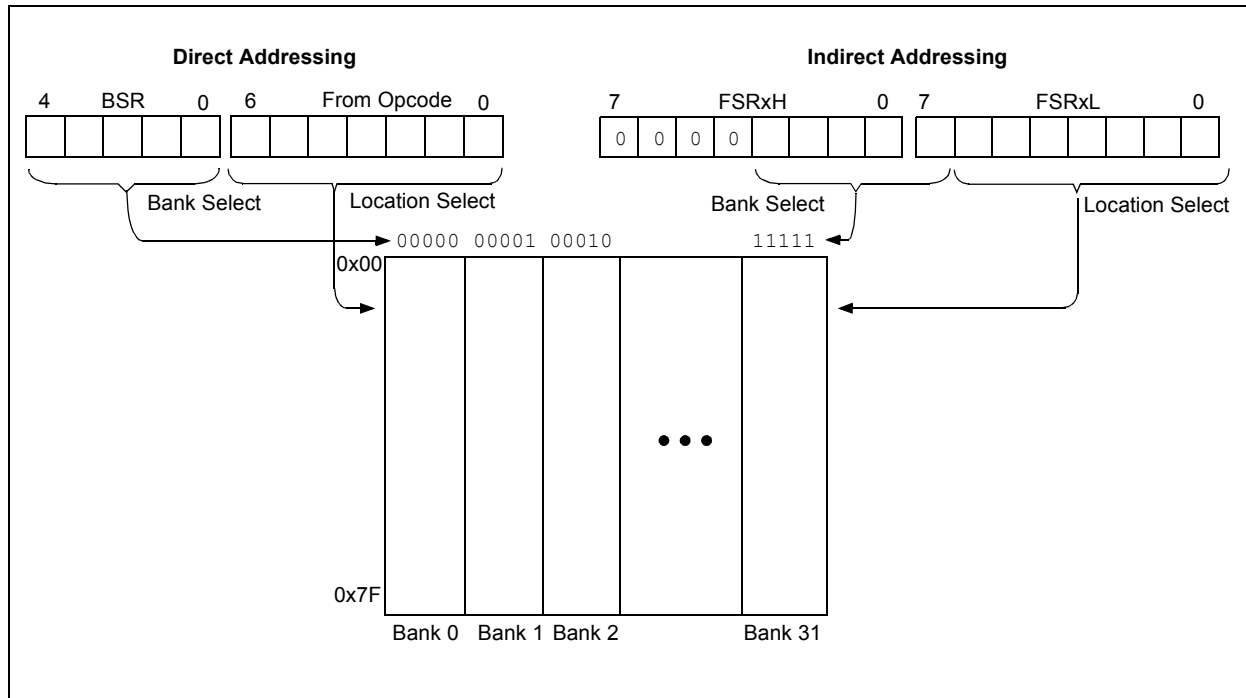 Direct Addressing Indirect Addressing
4 BSR 0 6 From Opcode 0 7 FSRxH 0 7 FSRxL 0
0 0 0 0
Bank Select Location Select Bank Select Location Select
00000 00001 00010 11111
0x00
0x7F
Bank 0 Bank 1 Bank 2 Bank 31